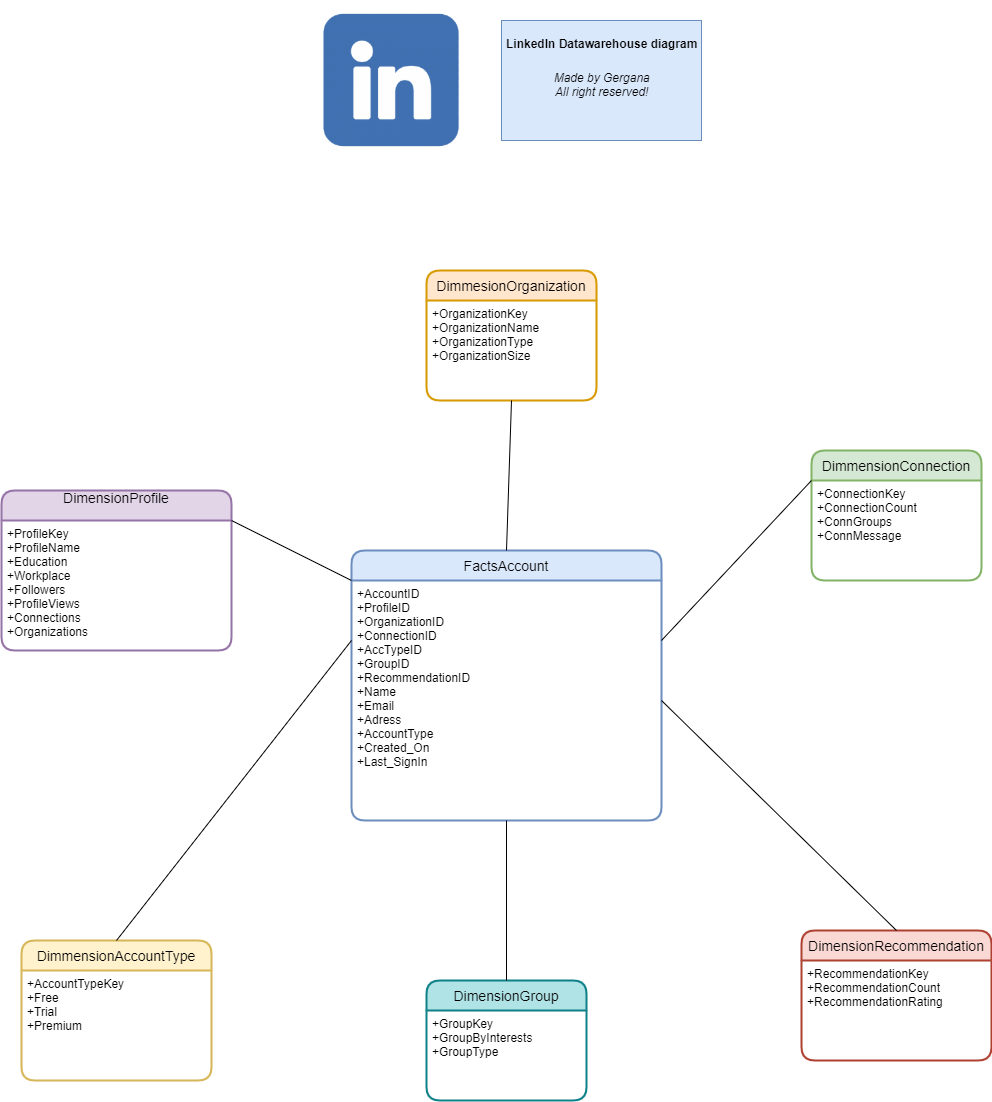 in
LinkedIn Datawarehouse diagram
Made by Gergana
All right reserved!
DimmesionOrganization
+OrganizationKey
+OrganizationName
+OrganizationType
+OrganizationSize
DimmensionConnection
+ConnectionKey
+ConnectionCount
+ConnGroups
+ConnMessage
DimensionProfile
+ProfileKey
+ProfileName
+Education
+Workplace
+Followers
+ProfileViews
+Connections
+Organizations
FactsAccount
+AccountID
+ProfileID
+OrganizationID
+ConnectionID
+AccTypeID
+GroupID
+RecommendationID
+Name
+Email
+Adress
+AccountType
+Created_On
+Last_SignIn
DimmensionAccountType
+AccountTypeKey
+Free
+Trial
+Premium
DimensionGroup
+GroupKey
+GroupByInterests
+GroupType
DimensionRecommendation
+RecommendationKey
+RecommendationCount
+RecommendationRating